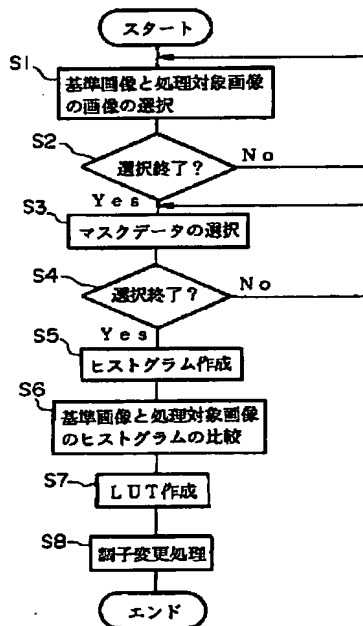 スタート
S1
基準画像と処理対象画像
の画像の選択
S2
選択終了？
No
Yes
S3
マスクデータの選択
S4
選択終了？
No
Yes
S5
ヒストグラム作成
S6
基準画像と処理対象画像
のヒストグラムの比較
S7
LUT作成
S8
調子変更処理
エンド